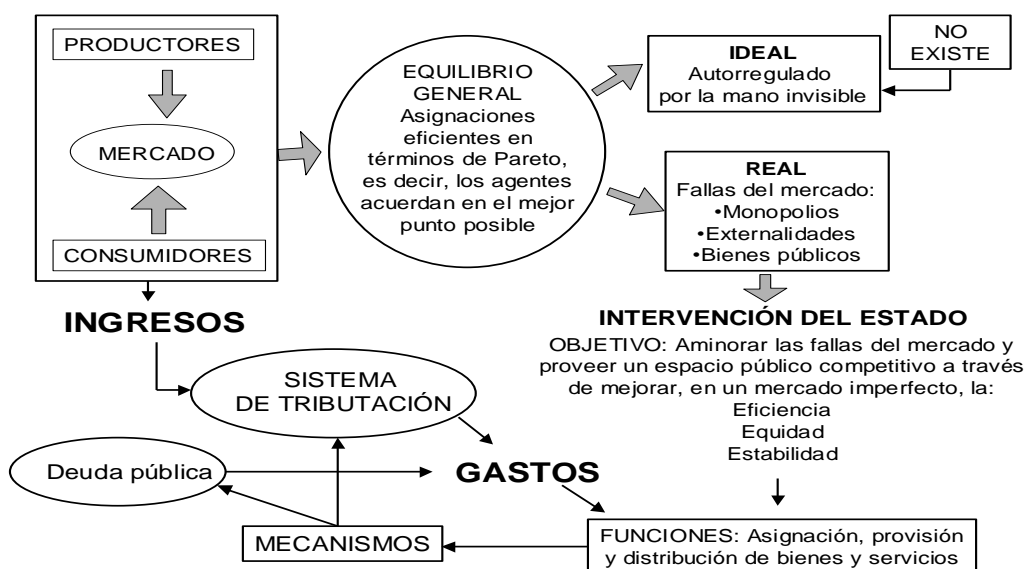 PRODUCTORES
MERCADO
CONSUMIDORES
EQUILIBRIO
GENERAL
Asignaciones
eficientes en
términos de Pareto,
es decir, los agentes
acuerdan en el mejor
punto posible
IDEAL
Autorregulado
por la mano invisible
NO
EXISTE
REAL
Fallas del mercado:
•Monopolios
•Externalidades
•Bienes públicos
INTERVENCIÓN DEL ESTADO
OBJETIVO: Aminorar las fallas del mercado y
proveer un espacio público competitivo a través
de mejorar, en un mercado imperfecto, la:
Eficiencia
Equidad
Estabilidad
INGRESOS
SISTEMA
DE TRIBUTACIÓN
Deuda pública
GASTOS
MECANISMOS
FUNCIONES: Asignación, provisión
y distribución de bienes y servicios